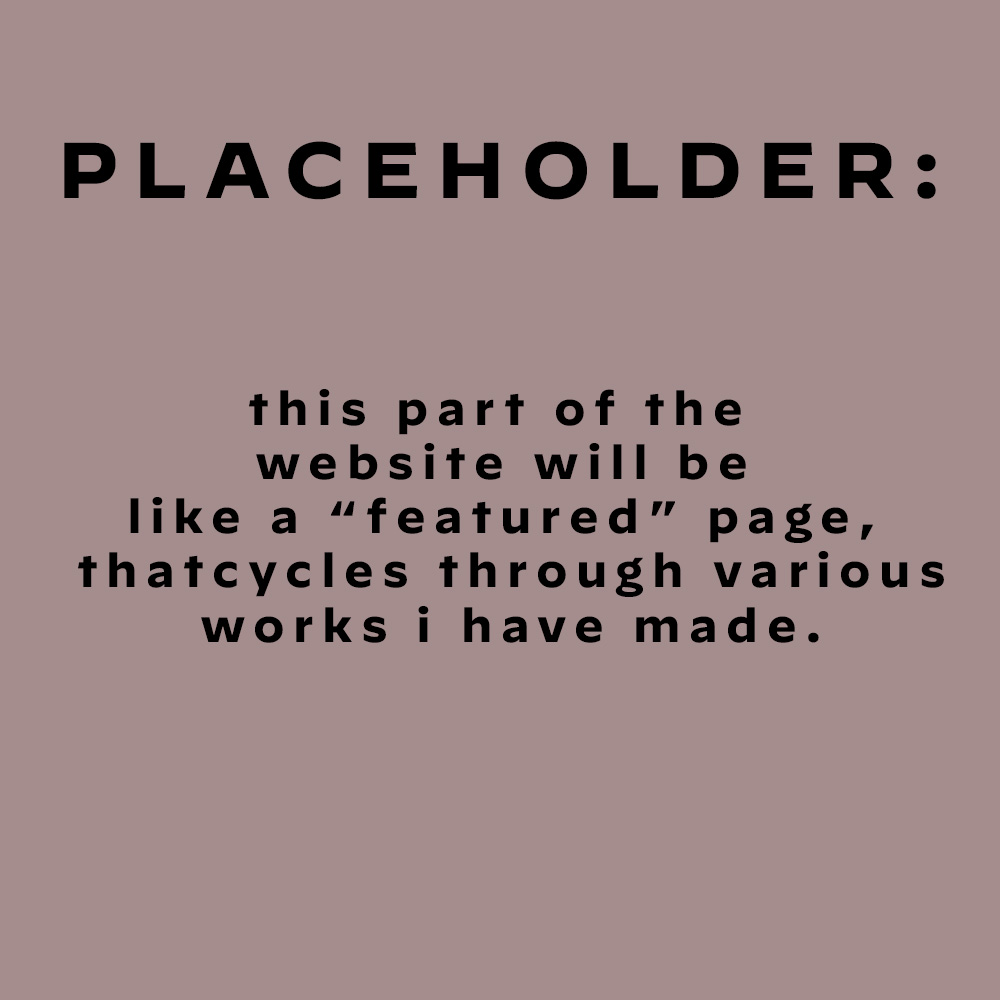 PLACEHOLDER:
this part of the
website will be
like a “featured” page,
thatcycles through various
works i have made.